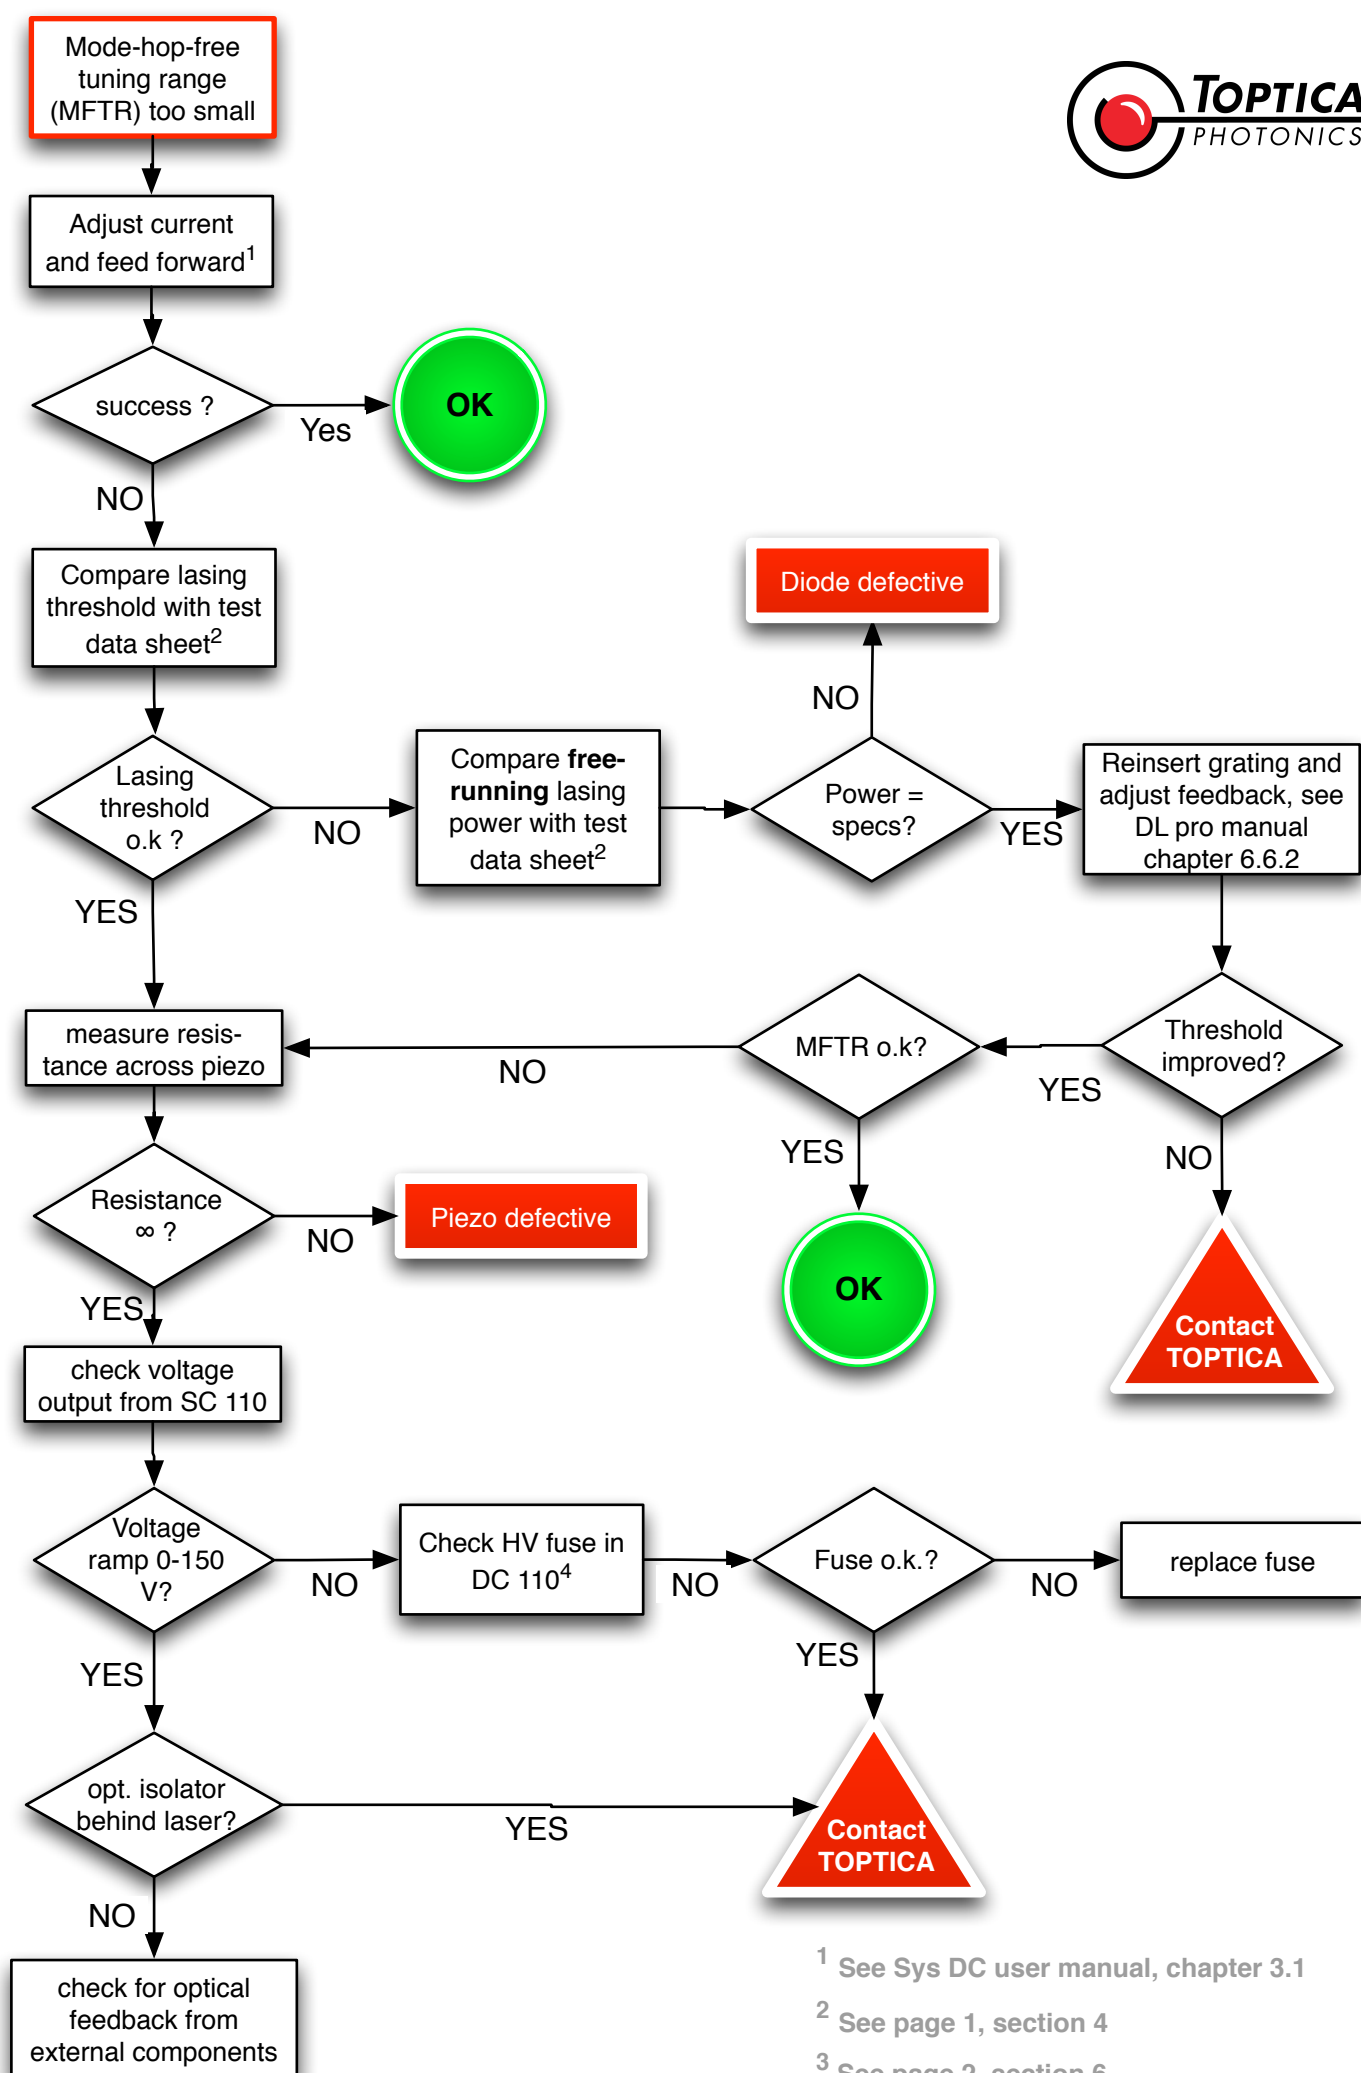 Mode-hop-free
tuning range
(MFTR) too small
TOPTICA
PHOTONICS
Adjust current
and feed forward1
success ?
Yes
OK
NO
Compare lasing
threshold with test
data sheet2
Diode defective
NO
Lasing
threshold
o.k ?
NO
Compare free-
running lasing
power with test
data sheet2
Power =
specs?
YES
Reinsert grating and
adjust feedback, see
DL pro manual
chapter 6.6.2
YES
measure resis-
tance across piezo
NO
MFTR o.k?
YES
Threshold
improved?
YES
NO
Resistance
∞ ?
NO
Piezo defective
OK
Contact
TOPTICA
YES
check voltage
output from SC 110
Voltage
ramp 0-150
V?
NO
Check HV fuse in
DC 1104
NO
Fuse o.k.?
NO
replace fuse
YES
YES
opt. isolator
behind laser?
YES
Contact
TOPTICA
NO
check for optical
feedback from
external components
1 See Sys DC user manual, chapter 3.1
2 See page 1, section 4
3 See page 2, section 6